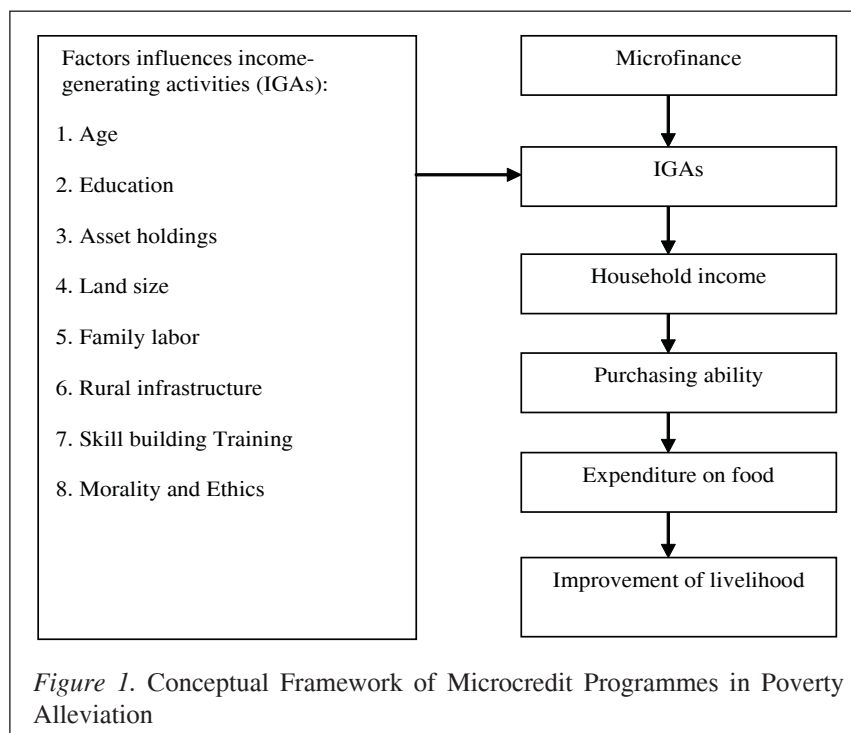 Factors influences income-
generating activities (IGAs):
1. Age
2. Education
3. Asset holdings
4. Land size
5. Family labor
6. Rural infrastructure
7. Skill building Training
8. Morality and Ethics
Microfinance
IGAs
Household income
Purchasing ability
Expenditure on food
Improvement of livelihood
Figure 1. Conceptual Framework of Microcredit Programmes in Poverty
Alleviation